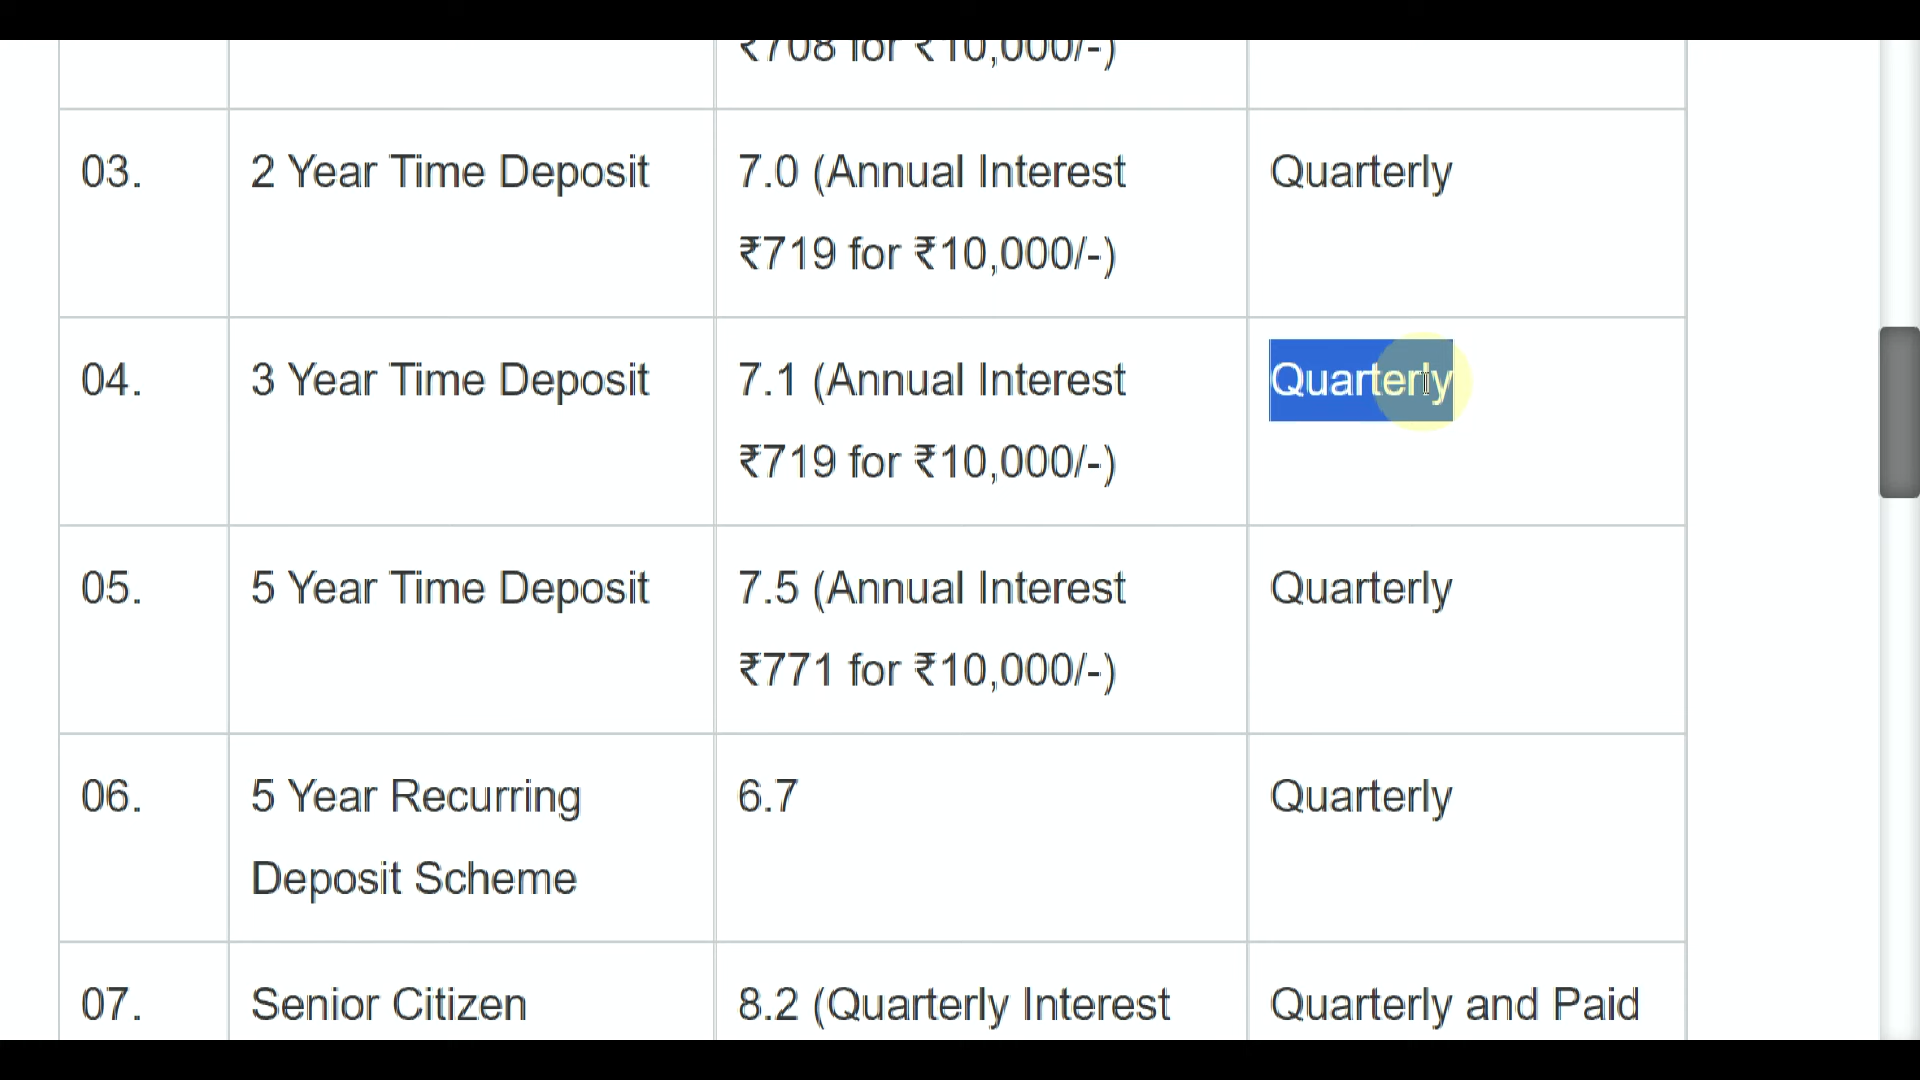 ₹708 for ₹10,000/-)
03. 2 Year Time Deposit 7.0 (Annual Interest Quarterly
₹719 for ₹10,000/-)
04. 3 Year Time Deposit 7.1 (Annual Interest Quarterly
₹719 for ₹10,000/-)
05. 5 Year Time Deposit 7.5 (Annual Interest Quarterly
₹771 for ₹10,000/-)
06. 5 Year Recurring 6.7 Quarterly
Deposit Scheme
07. Senior Citizen 8.2 (Quarterly Interest Quarterly and Paid